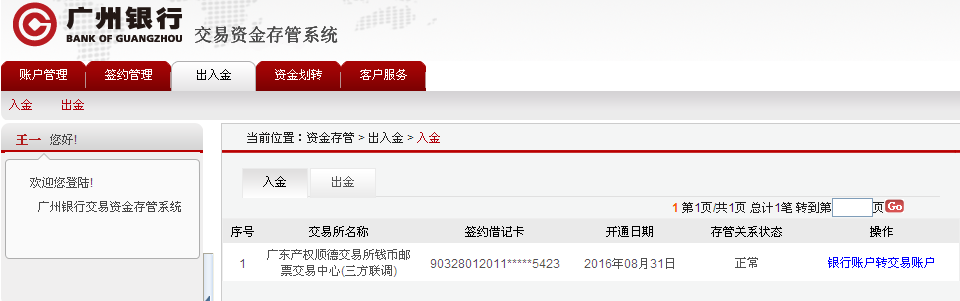 广州银行
BANK OF GUANGZHOU
交易资金存管系统
账户管理 签约管理 出入金 资金划转 客户服务
入金 出金
王一 您好!
当前位置：资金存管 > 出入金 > 入金
欢迎您登陆!
广州银行交易资金存管系统
入金 出金
1 第1页/共1页 总计1笔 转到第 页 Go
序号 交易所名称 签约借记卡 开通日期 存管关系状态 操作
1 广东产权顺德交易所钱币邮票交易中心(三方联调) 90328012011*****5423 2016年08月31日 正常 银行账户转交易账户